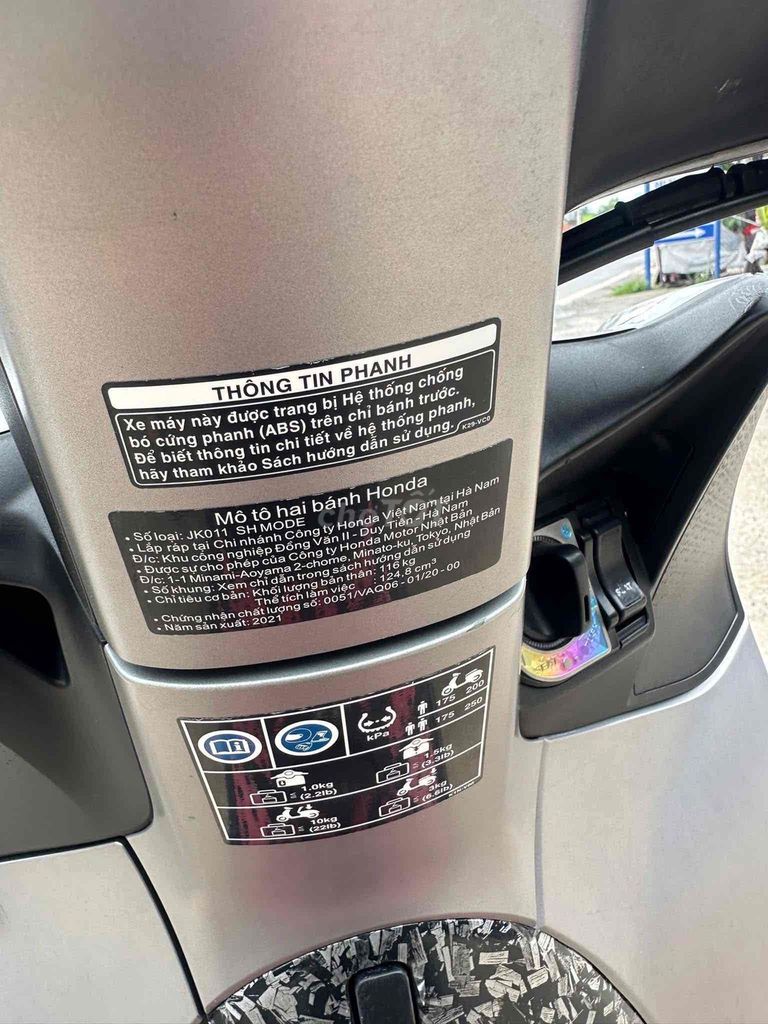 THÔNG TIN PHANH
Xe máy này được trang bị Hệ thống chống
bó cứng phanh (ABS) trên chỉ bánh trước.
Để biết thông tin chi tiết về hệ thống phanh,
hãy tham khảo Sách hướng dẫn sử dụng.
K29-VC0
Mô tô hai bánh Honda
• Số loại: JK011 SH MODE
• Lắp ráp tại Chi nhánh Công ty Honda Việt Nam tại Hà Nam
Đ/c: Khu công nghiệp Đồng Văn II - Duy Tiên, Hà Nam
• Được sự cho phép của Công ty Honda Motor Nhật Bản
Đ/c: 1-1 Minami-Aoyama 2-chome, Minato-ku, Tokyo, Nhật Bản
• Số khung: Xem chỉ dẫn trong sách hướng dẫn sử dụng
• Chỉ tiêu cơ bản: Khối lượng bản thân: 116 kg
Thể tích làm việc : 124,8 cm³
• Chứng nhận chất lượng số: 0051/VAQ06 - 01/20 - 00
• Năm sản xuất: 2021
kPa
175 200
175 250
≤ 1.0kg
(2.2lb)
≤ 1.5kg
(3.3lb)
≤ 10kg
(22lb)
≤ 3kg
(6.6lb)